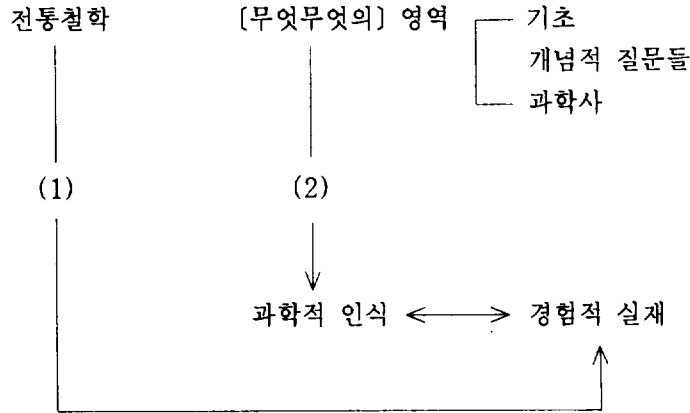 전통철학 〔무엇무엇의〕 영역 기초
개념적 질문들
과학사
(1) (2)
과학적 인식 경험적 실재